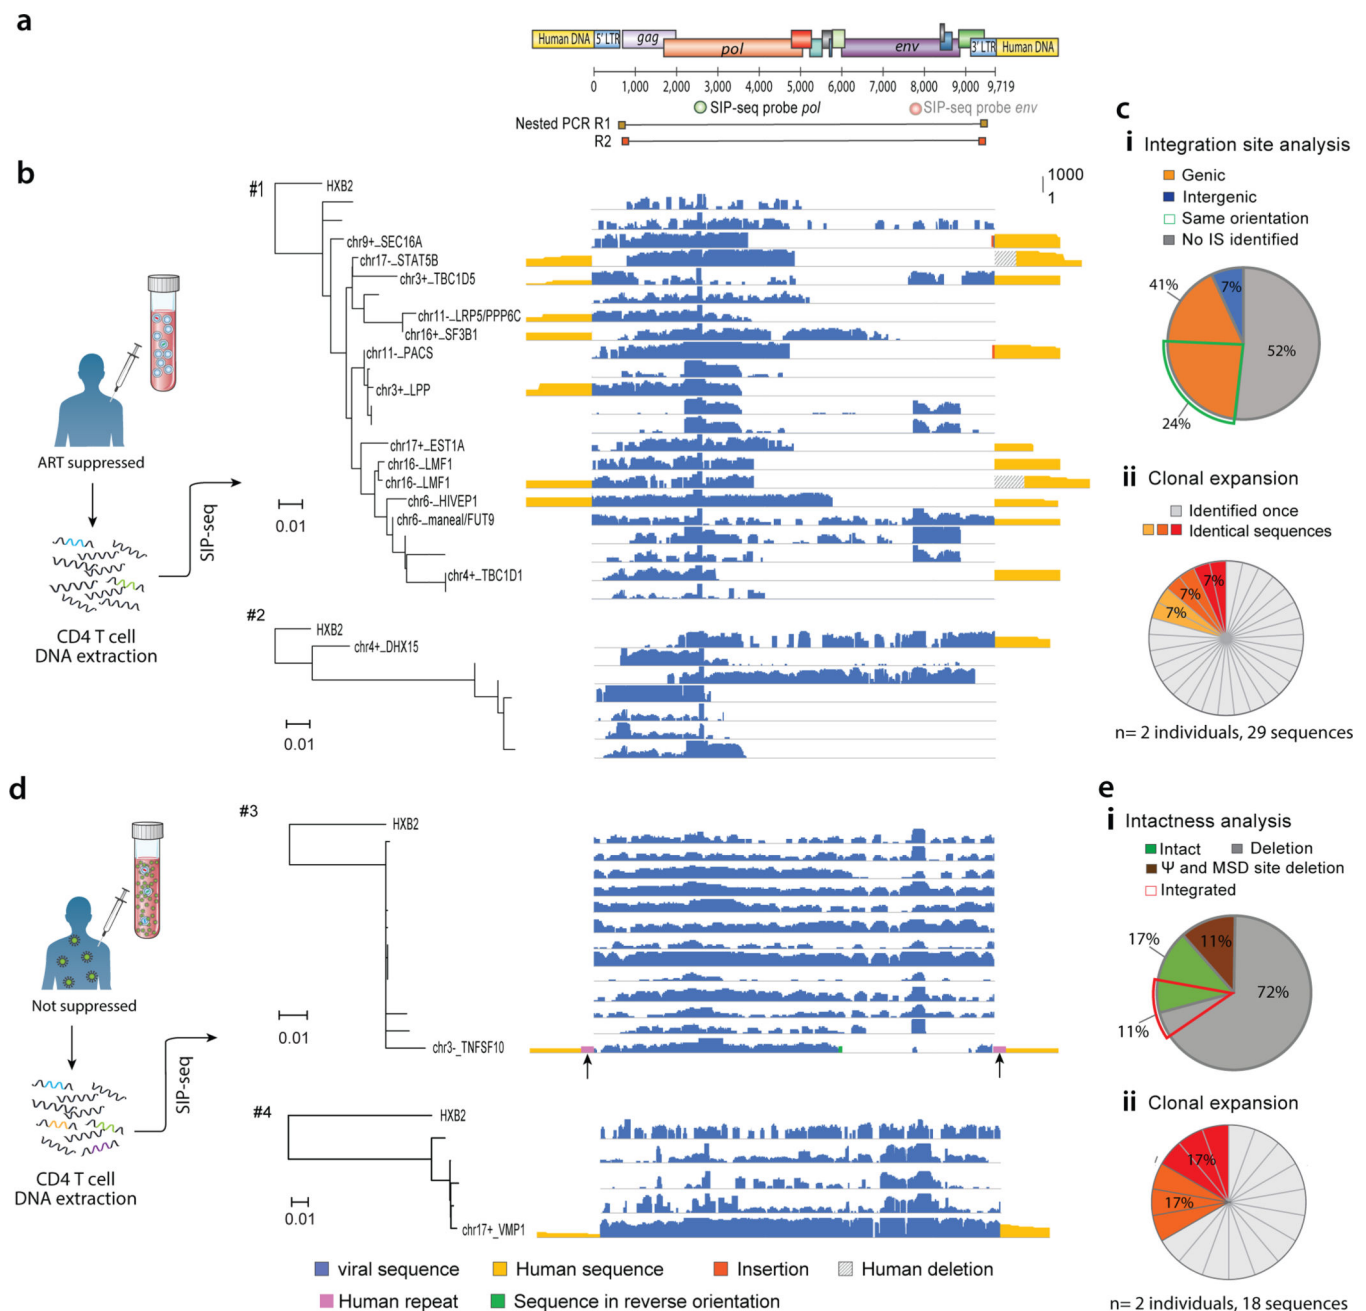 a
Human DNA
5' LTR
gag
pol
env
3' LTR
Human DNA
0 1,000 2,000 3,000 4,000 5,000 6,000 7,000 8,000 9,000 9,719
SIP-seq probe pol
SIP-seq probe env
Nested PCR R1
R2
b
ART suppressed
SIP-seq
CD4 T cell
DNA extraction
#1
HXB2
1000
1
chr9+_SEC16A
chr17-_STAT5B
chr3+_TBC1D5
chr11-_LRP5/PPP6C
chr16+_SF3B1
chr11-_PACS
chr3+_LPP
chr17+_EST1A
chr16-_LMF1
chr16-_LMF1
chr6-_HIVEP1
chr6-_maneal/FUT9
chr4+_TBC1D1
0.01
#2
HXB2
chr4+_DHX15
0.01
c
i Integration site analysis
Genic
Intergenic
Same orientation
No IS identified
41%
7%
52%
24%
ii Clonal expansion
Identified once
Identical sequences
7%
7%
7%
n= 2 individuals, 29 sequences
d
Not suppressed
SIP-seq
CD4 T cell
DNA extraction
#3
HXB2
0.01
chr3-_TNFSF10
#4
HXB2
0.01
chr17+_VMP1
viral sequence
Human sequence
Insertion
Human deletion
Human repeat
Sequence in reverse orientation
e
i Intactness analysis
Intact
Deletion
Ψ and MSD site deletion
Integrated
17%
11%
72%
11%
ii Clonal expansion
17%
17%
n= 2 individuals, 18 sequences